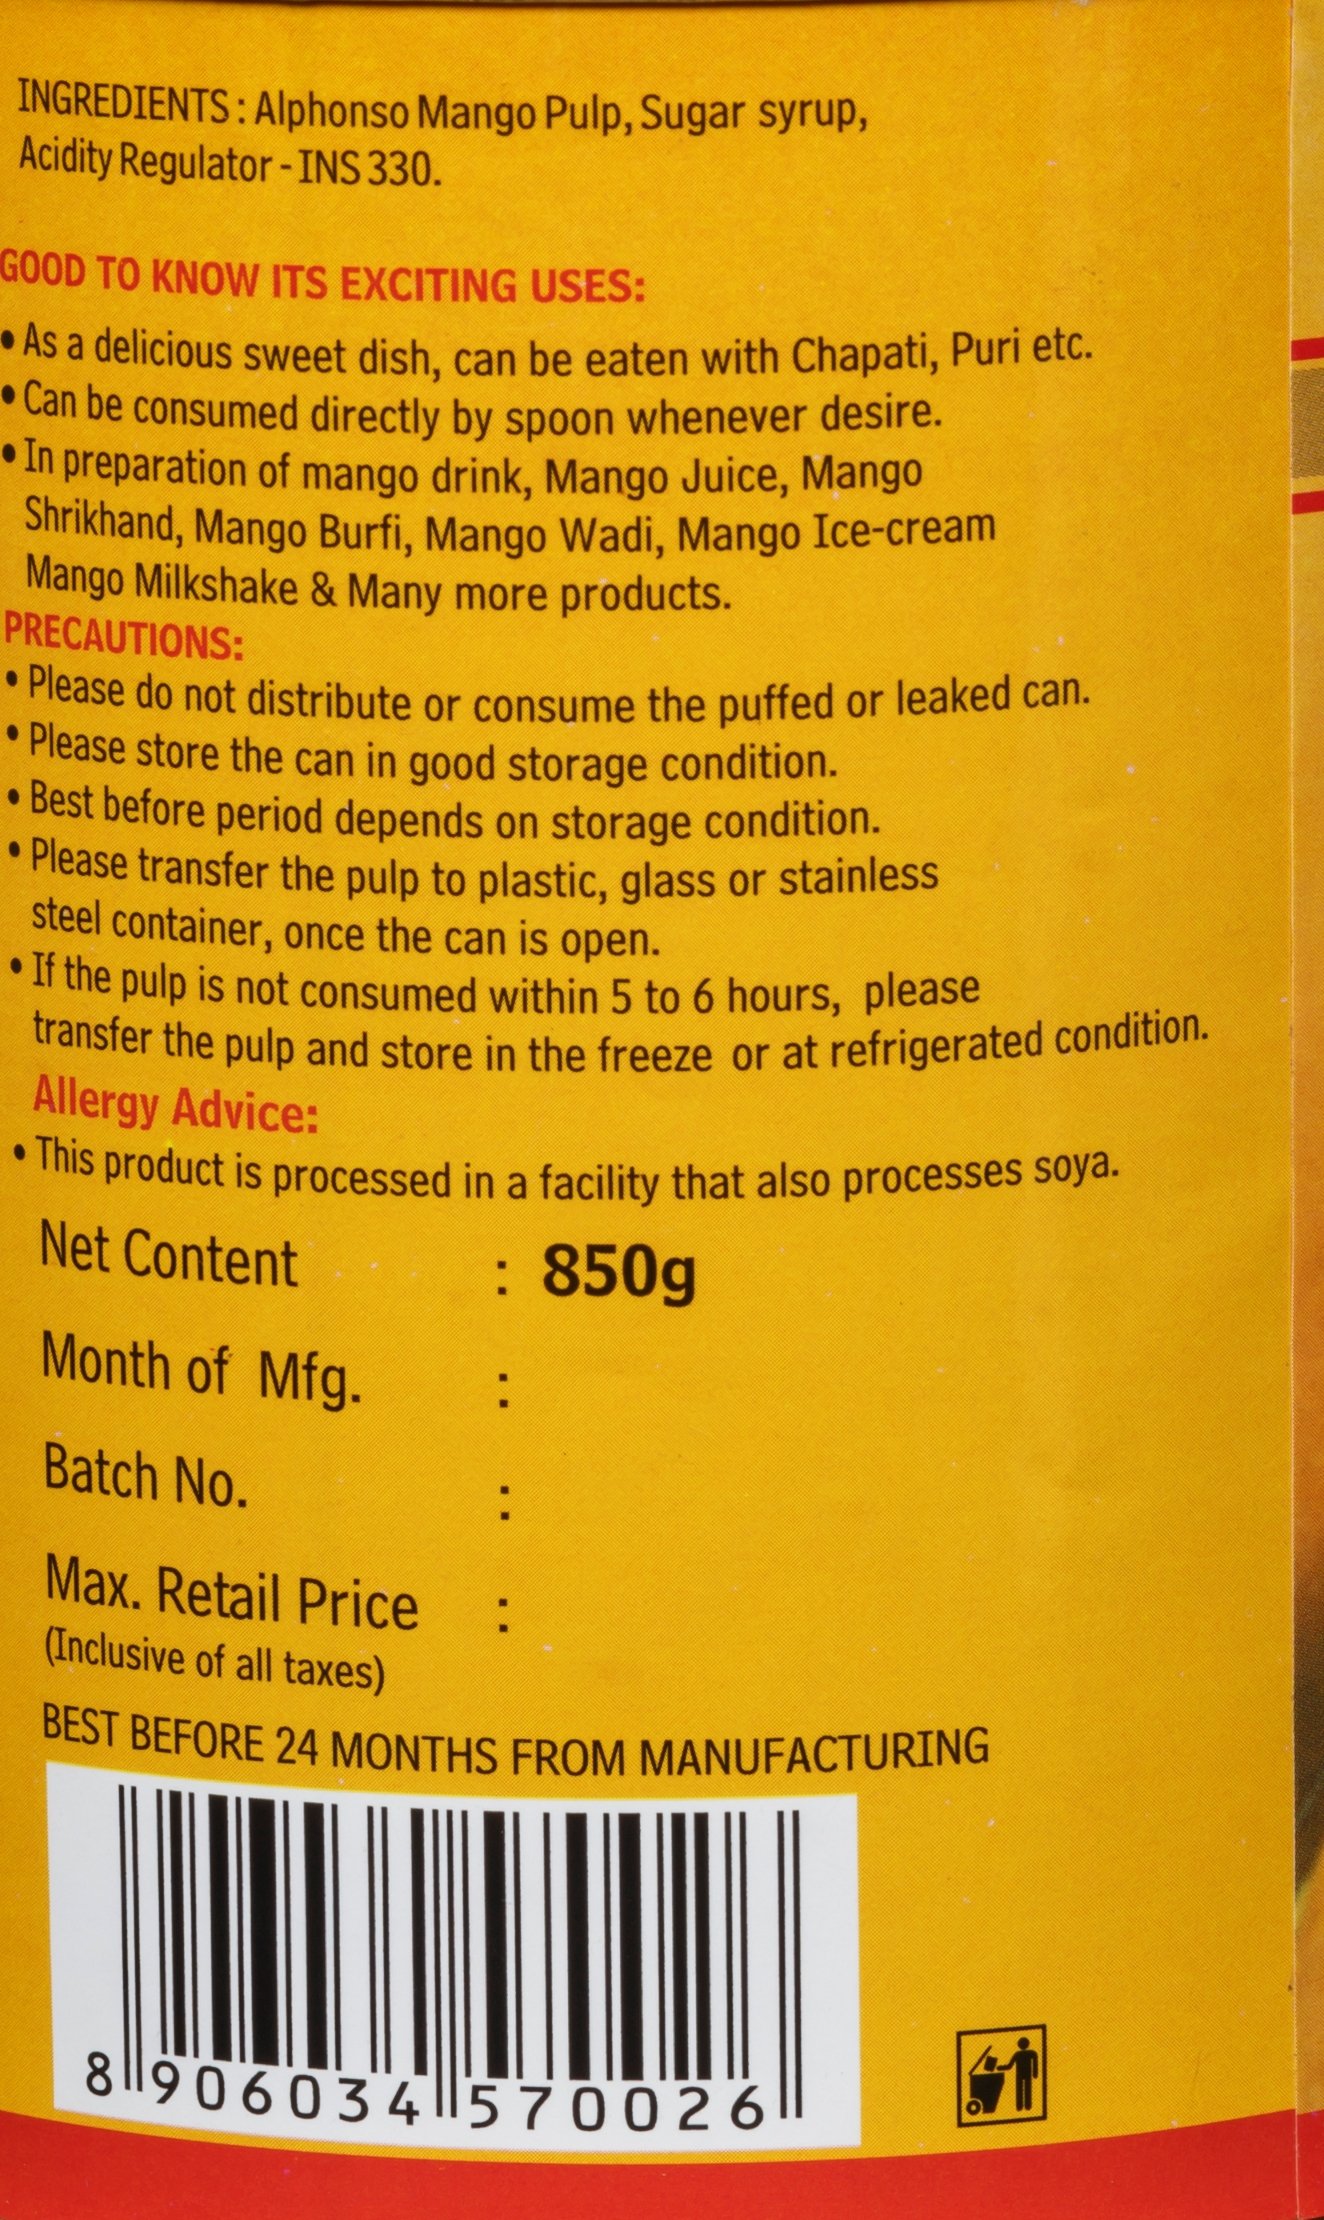 INGREDIENTS : Alphonso Mango Pulp, Sugar syrup,
Acidity Regulator - INS 330.
GOOD TO KNOW ITS EXCITING USES:
• As a delicious sweet dish, can be eaten with Chapati, Puri etc.
• Can be consumed directly by spoon whenever desire.
• In preparation of mango drink, Mango Juice, Mango
Shrikhand, Mango Burfi, Mango Wadi, Mango Ice-cream
Mango Milkshake & Many more products.
PRECAUTIONS:
• Please do not distribute or consume the puffed or leaked can.
• Please store the can in good storage condition.
• Best before period depends on storage condition.
• Please transfer the pulp to plastic, glass or stainless
steel container, once the can is open.
• If the pulp is not consumed within 5 to 6 hours, please
transfer the pulp and store in the freeze or at refrigerated condition.
Allergy Advice:
• This product is processed in a facility that also processes soya.
Net Content : 850g
Month of Mfg. :
Batch No. :
Max. Retail Price :
(Inclusive of all taxes)
BEST BEFORE 24 MONTHS FROM MANUFACTURING
8 906034 570026